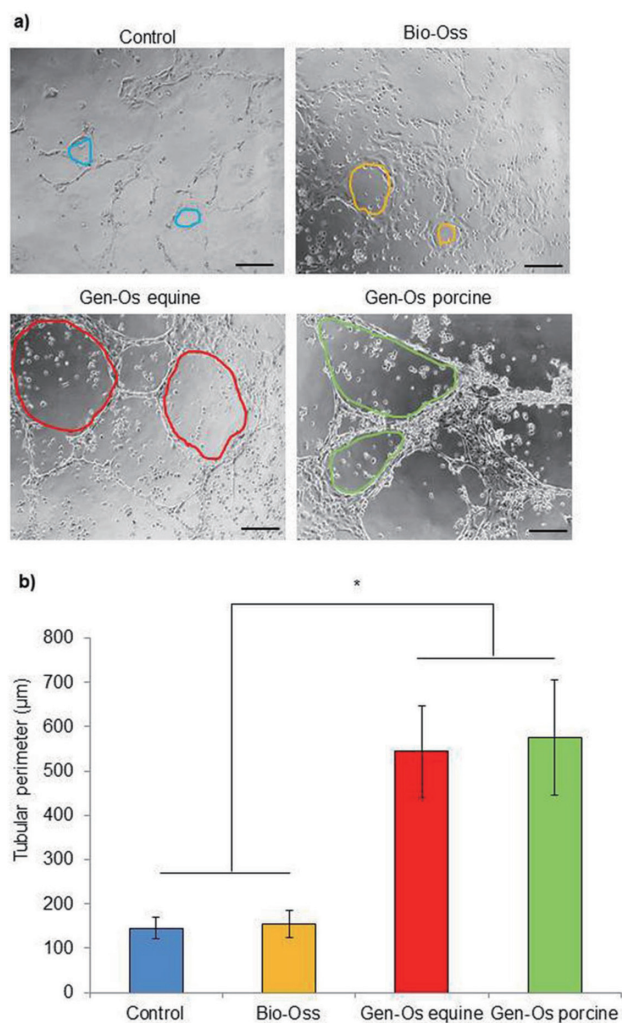 a)
Control
Bio-Oss
Gen-Os equine
Gen-Os porcine
b)
*
Tubular perimeter (µm)
800
700
600
500
400
300
200
100
0
Control
Bio-Oss
Gen-Os equine
Gen-Os porcine